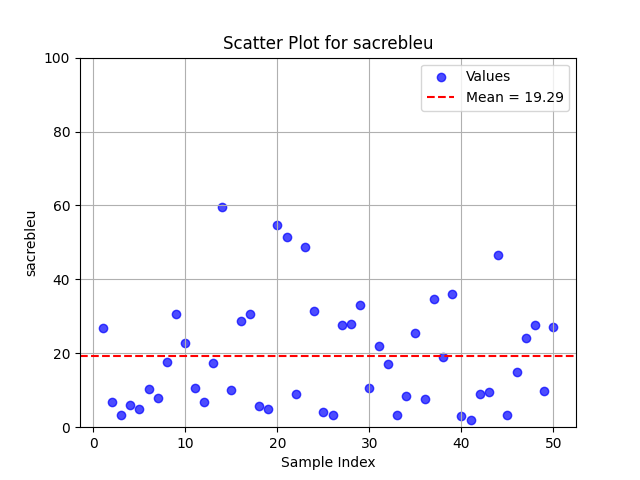 Scatter Plot for sacrebleu
100
80
60
40
20
0
sacrebleu
Values
Mean = 19.29
0 10 20 30 40 50
Sample Index